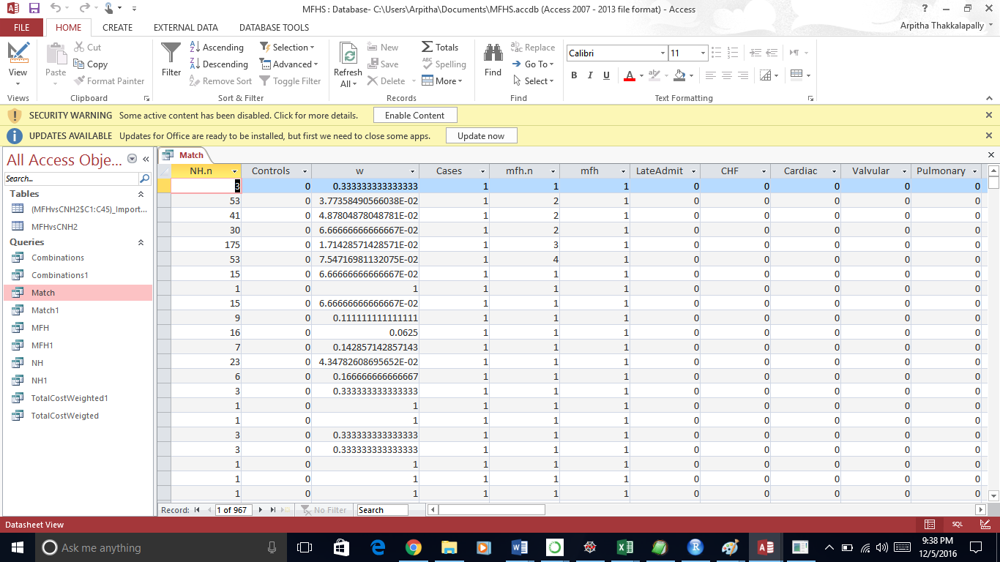 MFHS : Database- C:\Users\Arpitha\Documents\MFHS.accdb (Access 2007 - 2013 file format) - Access
FILE HOME CREATE EXTERNAL DATA DATABASE TOOLS Arpitha Thakkalapally
View
Views
Paste
Cut
Copy
Format Painter
Clipboard
Filter
Ascending
Descending
Remove Sort
Selection
Advanced
Toggle Filter
Sort & Filter
Refresh
All
New
Save
Delete
Totals
Spelling
More
Records
Find
Replace
Go To
Select
Find
Calibri 11
B I U A
Text Formatting
SECURITY WARNING Some active content has been disabled. Click for more details. Enable Content
UPDATES AVAILABLE Updates for Office are ready to be installed, but first we need to close some apps. Update now
All Access Obje...
Search...
Tables
(MFHvsCNH2$C1:C45)_Import...
MFHvsCNH2
Queries
Combinations
Combinations1
Match
Match1
MFH
MFH1
NH
NH1
TotalCostWeighted1
TotalCostWeigted
Match
NH.n Controls w Cases mfh.n mfh LateAdmit CHF Cardiac Valvular Pulmonary
3 0 0.333333333333333 1 1 1 0 0 0 0 0
53 0 3.77358490566038E-02 1 2 1 0 0 0 0 0
41 0 4.87804878048781E-02 1 2 1 0 0 0 0 0
30 0 6.66666666666667E-02 1 2 1 0 0 0 0 0
175 0 1.71428571428571E-02 1 3 1 0 0 0 0 0
53 0 7.54716981132075E-02 1 4 1 0 0 0 0 0
15 0 6.66666666666667E-02 1 1 1 0 0 0 0 0
1 0 1 1 1 1 0 0 0 0 0
15 0 6.66666666666667E-02 1 1 1 0 0 0 0 0
9 0 0.111111111111111 1 1 1 0 0 0 0 0
16 0 0.0625 1 1 1 0 0 0 0 0
7 0 0.142857142857143 1 1 1 0 0 0 0 0
23 0 4.34782608695652E-02 1 1 1 0 0 0 0 0
6 0 0.166666666666667 1 1 1 0 0 0 0 0
3 0 0.333333333333333 1 1 1 0 0 0 0 0
1 0 1 1 1 1 0 0 0 0 0
1 0 1 1 1 1 0 0 0 0 0
3 0 0.333333333333333 1 1 1 0 0 0 0 0
3 0 0.333333333333333 1 1 1 0 0 0 0 0
1 0 1 1 1 1 0 0 0 0 0
1 0 1 1 1 1 0 0 0 0 0
1 0 1 1 1 1 0 0 0 0 0
Record: 1 of 967 No Filter Search
Datasheet View SQL
Ask me anything
9:38 PM
12/5/2016